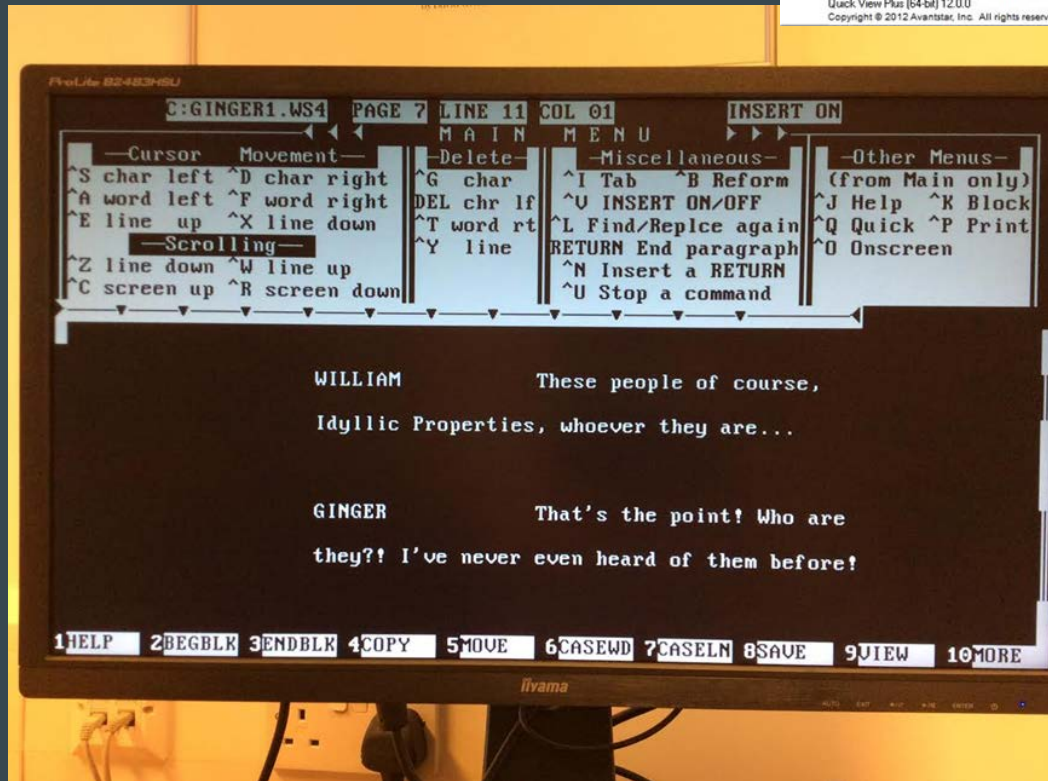 Quick View Plus (64-bit) 12.0.0
Copyright © 2012 Avantstar, Inc. All rights
ProLite B2483HSU
C:GINGER1.WS4 PAGE 7 LINE 11 COL 01 INSERT ON
MAIN MENU
Cursor Movement
^S char left ^D char right
^A word left ^F word right
^E line up ^X line down
Scrolling
^Z line down ^W line up
^C screen up ^R screen down
Delete
^G char
DEL chr lf
^T word rt
^Y line
Miscellaneous
^I Tab ^B Reform
^V INSERT ON/OFF
^L Find/Replce again
RETURN End paragraph
^N Insert a RETURN
^U Stop a command
Other Menus
(from Main only)
^J Help ^K Block
^Q Quick ^P Print
^O Onscreen
WILLIAM These people of course,
Idyllic Properties, whoever they are...
GINGER That's the point! Who are
they?! I've never even heard of them before!
1HELP 2BEGBLK 3ENDBLK 4COPY 5MOVE 6CASEWD 7CASELN 8SAVE 9VIEW 10MORE
iiyama
AUTO EXIT ENTER